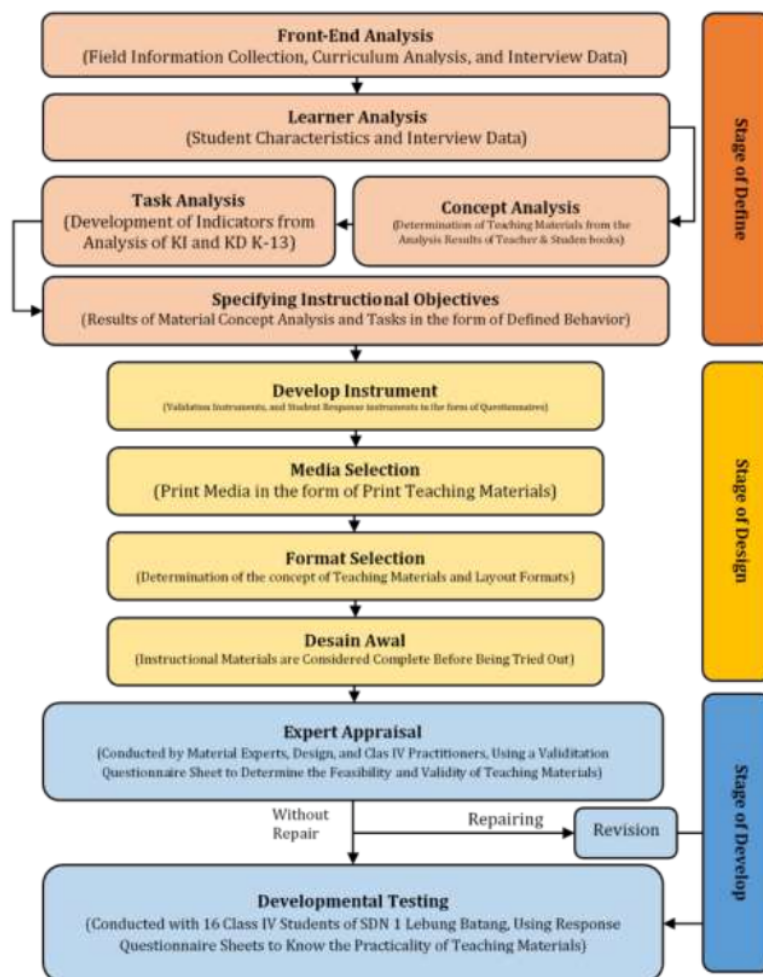 Front-End Analysis
(Field Information Collection, Curriculum Analysis, and Interview Data)
Learner Analysis
(Student Characteristics and Interview Data)
Task Analysis
(Development of Indicators from
Analysis of KI and KD K-13)
Concept Analysis
(Determination of Teaching Materials from the
Analysis Results of Teacher & Studen books)
Specifying Instructional Objectives
(Results of Material Concept Analysis and Tasks in the form of Defined Behavior)
Stage of Define
Develop Instrument
(Validation Instruments, and Student Response instruments in the form of Questionnaires)
Media Selection
(Print Media in the form of Print Teaching Materials)
Format Selection
(Determination of the concept of Teaching Materials and Layout Formats)
Desain Awal
(Instructional Materials are Considered Complete Before Being Tried Out)
Stage of Design
Expert Appraisal
(Conducted by Material Experts, Design, and Clas IV Practitioners, Using a Validitation
Questionnaire Sheet to Determine the Feasibility and Validity of Teaching Materials)
Without
Repair
Repairing
Revision
Developmental Testing
(Conducted with 16 Class IV Students of SDN 1 Lebung Batang, Using Response
Questionnaire Sheets to Know the Practicality of Teaching Materials)
Stage of Develop